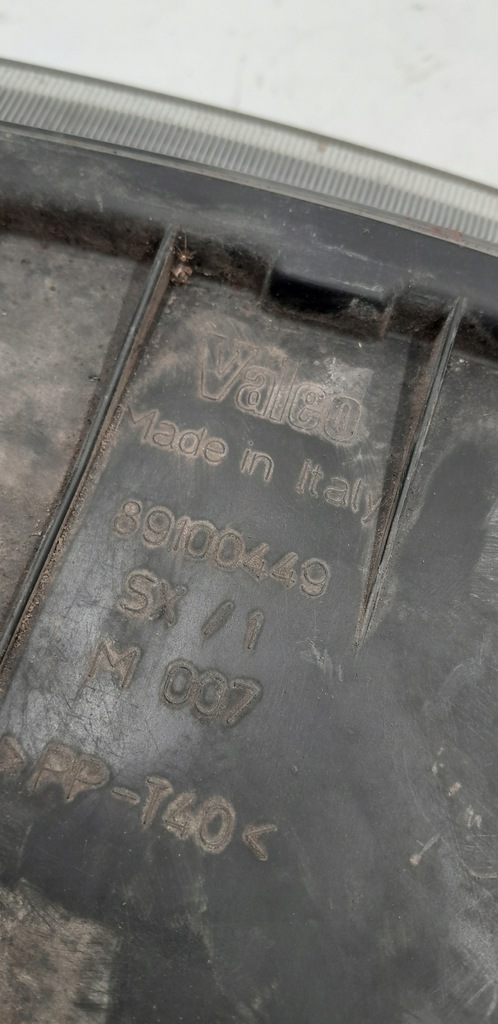 Valeo
Made in Italy
89100449
SX / 1
M 007
>PP-T40<